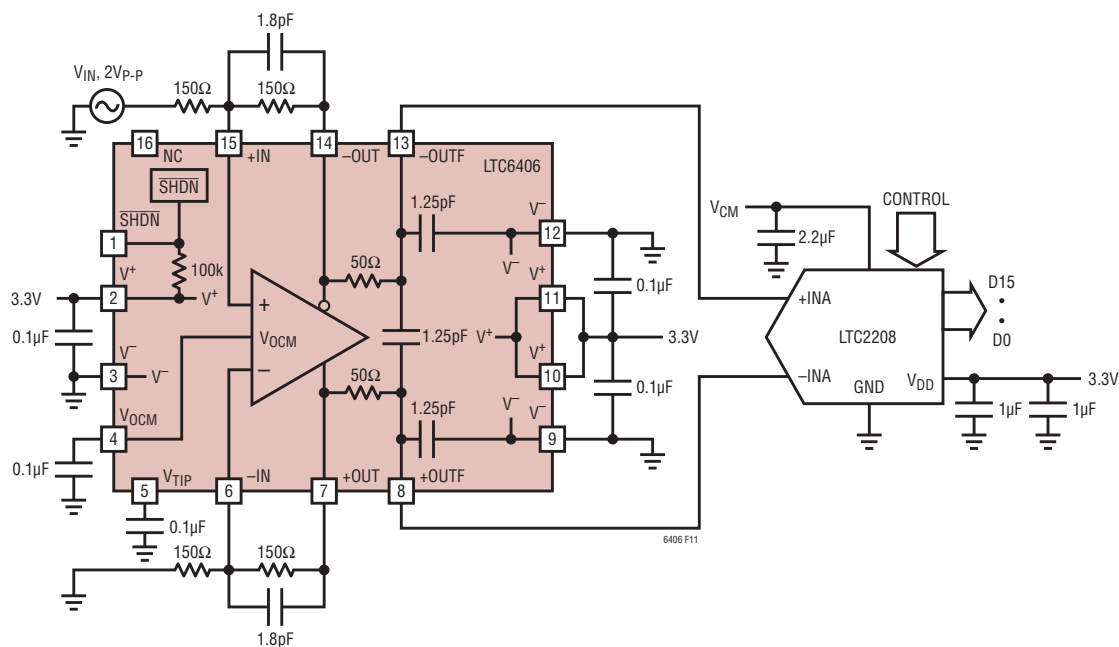 1.8pF
VIN, 2VP-P
150Ω
150Ω
16
15
14
13
NC
+IN
–OUT
–OUTF
LTC6406
SHDN
SHDN
1
1.25pF
V–
12
V–
V+
100k
50Ω
V+
11
0.1µF
3.3V
2
V+
+
VOCM
–
1.25pF
V+
V+
10
3.3V
0.1µF
V–
3
V–
50Ω
0.1µF
VOCM
4
1.25pF
V–
V–
9
0.1µF
VTIP
–IN
+OUT
+OUTF
5
6
7
8
0.1µF
150Ω
150Ω
1.8pF
6406 F11
VCM
2.2µF
CONTROL
+INA
LTC2208
–INA
GND
VDD
D15
•
•
D0
3.3V
1µF
1µF